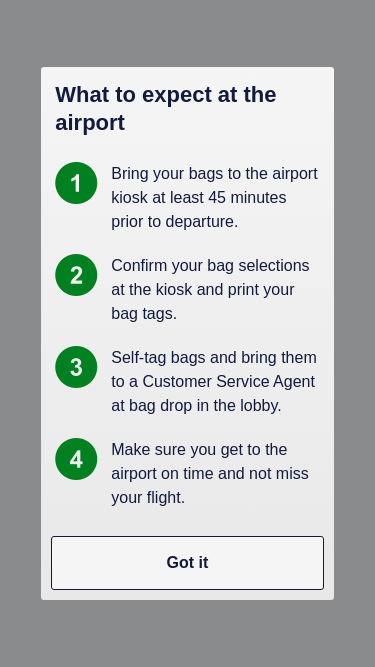 What to expect at the
airport
1
Bring your bags to the airport
kiosk at least 45 minutes
prior to departure.
2
Confirm your bag selections
at the kiosk and print your
bag tags.
3
Self-tag bags and bring them
to a Customer Service Agent
at bag drop in the lobby.
4
Make sure you get to the
airport on time and not miss
your flight.
Got it